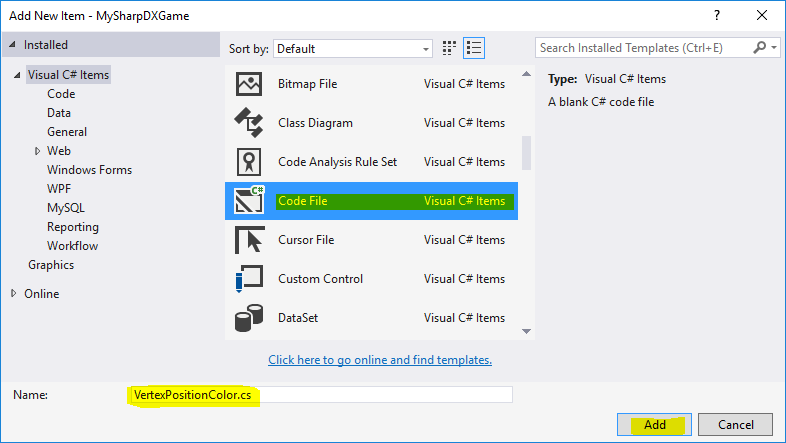 Add New Item - MySharpDXGame
?
Installed
Sort by: Default
Search Installed Templates (Ctrl+E)
Visual C# Items
Code
Data
General
Web
Windows Forms
WPF
MySQL
Reporting
Workflow
Graphics
Online
Bitmap File Visual C# Items
Class Diagram Visual C# Items
Code Analysis Rule Set Visual C# Items
C#
Code File Visual C# Items
Cursor File Visual C# Items
Custom Control Visual C# Items
DataSet Visual C# Items
Type: Visual C# Items
A blank C# code file
Click here to go online and find templates.
Name: VertexPositionColor.cs
Add Cancel